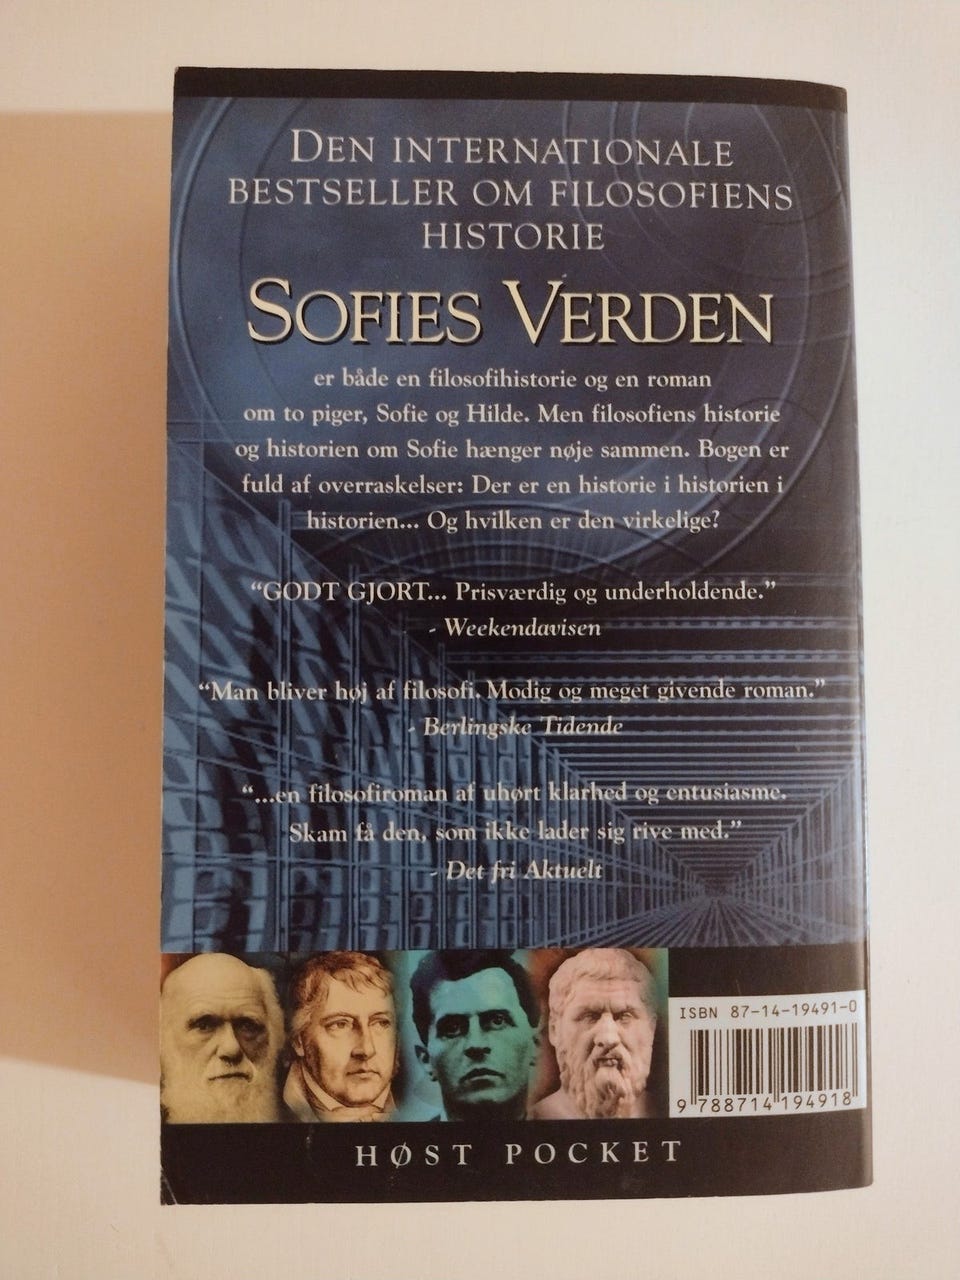 DEN INTERNATIONALE
BESTSELLER OM FILOSOFIENS
HISTORIE
SOFIES VERDEN
er både en filosofihistorie og en roman
om to piger, Sofie og Hilde. Men filosofiens historie
og historien om Sofie hænger nøje sammen. Bogen er
fuld af overraskelser: Der er en historie i historien i
historien... Og hvilken er den virkelige?
“GODT GJORT... Prisværdig og underholdende.”
- Weekendavisen
“Man bliver høj af filosofi. Modig og meget givende roman.”
- Berlingske Tidende
“...en filosofiroman af uhørt klarhed og entusiasme.
Skam få den, som ikke lader sig rive med.”
- Det fri Aktuelt
ISBN 87-14-19491-0
9 788714 194918
HØST POCKET